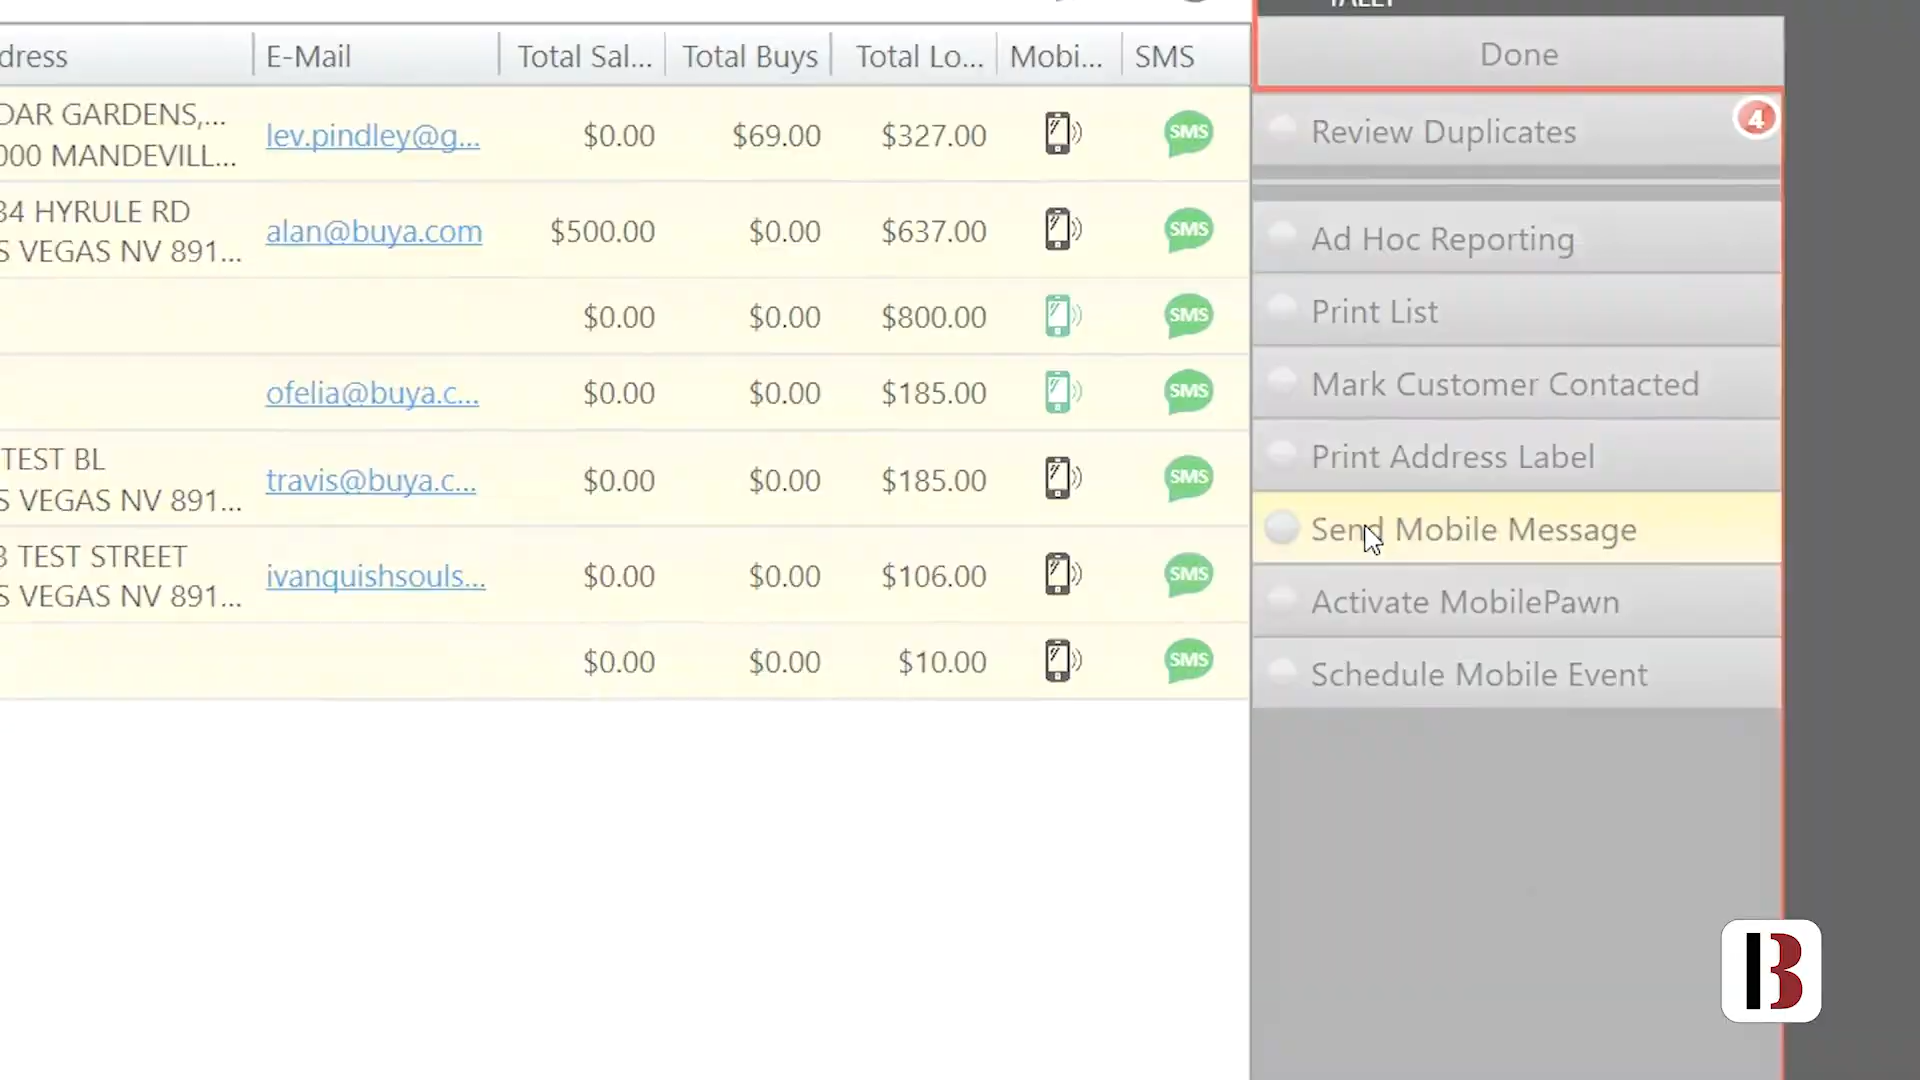 dress E-Mail Total Sal... Total Buys Total Lo... Mobi... SMS
DAR GARDENS,...
000 MANDEVILL...
lev.pindley@g... $0.00 $69.00 $327.00 SMS
34 HYRULE RD
S VEGAS NV 891...
alan@buya.com $500.00 $0.00 $637.00 SMS
$0.00 $0.00 $800.00 SMS
ofelia@buya.c... $0.00 $0.00 $185.00 SMS
TEST BL
S VEGAS NV 891...
travis@buya.c... $0.00 $0.00 $185.00 SMS
3 TEST STREET
S VEGAS NV 891...
ivanquishsouls... $0.00 $0.00 $106.00 SMS
$0.00 $0.00 $10.00 SMS
Done
Review Duplicates 4
Ad Hoc Reporting
Print List
Mark Customer Contacted
Print Address Label
Send Mobile Message
Activate MobilePawn
Schedule Mobile Event
B